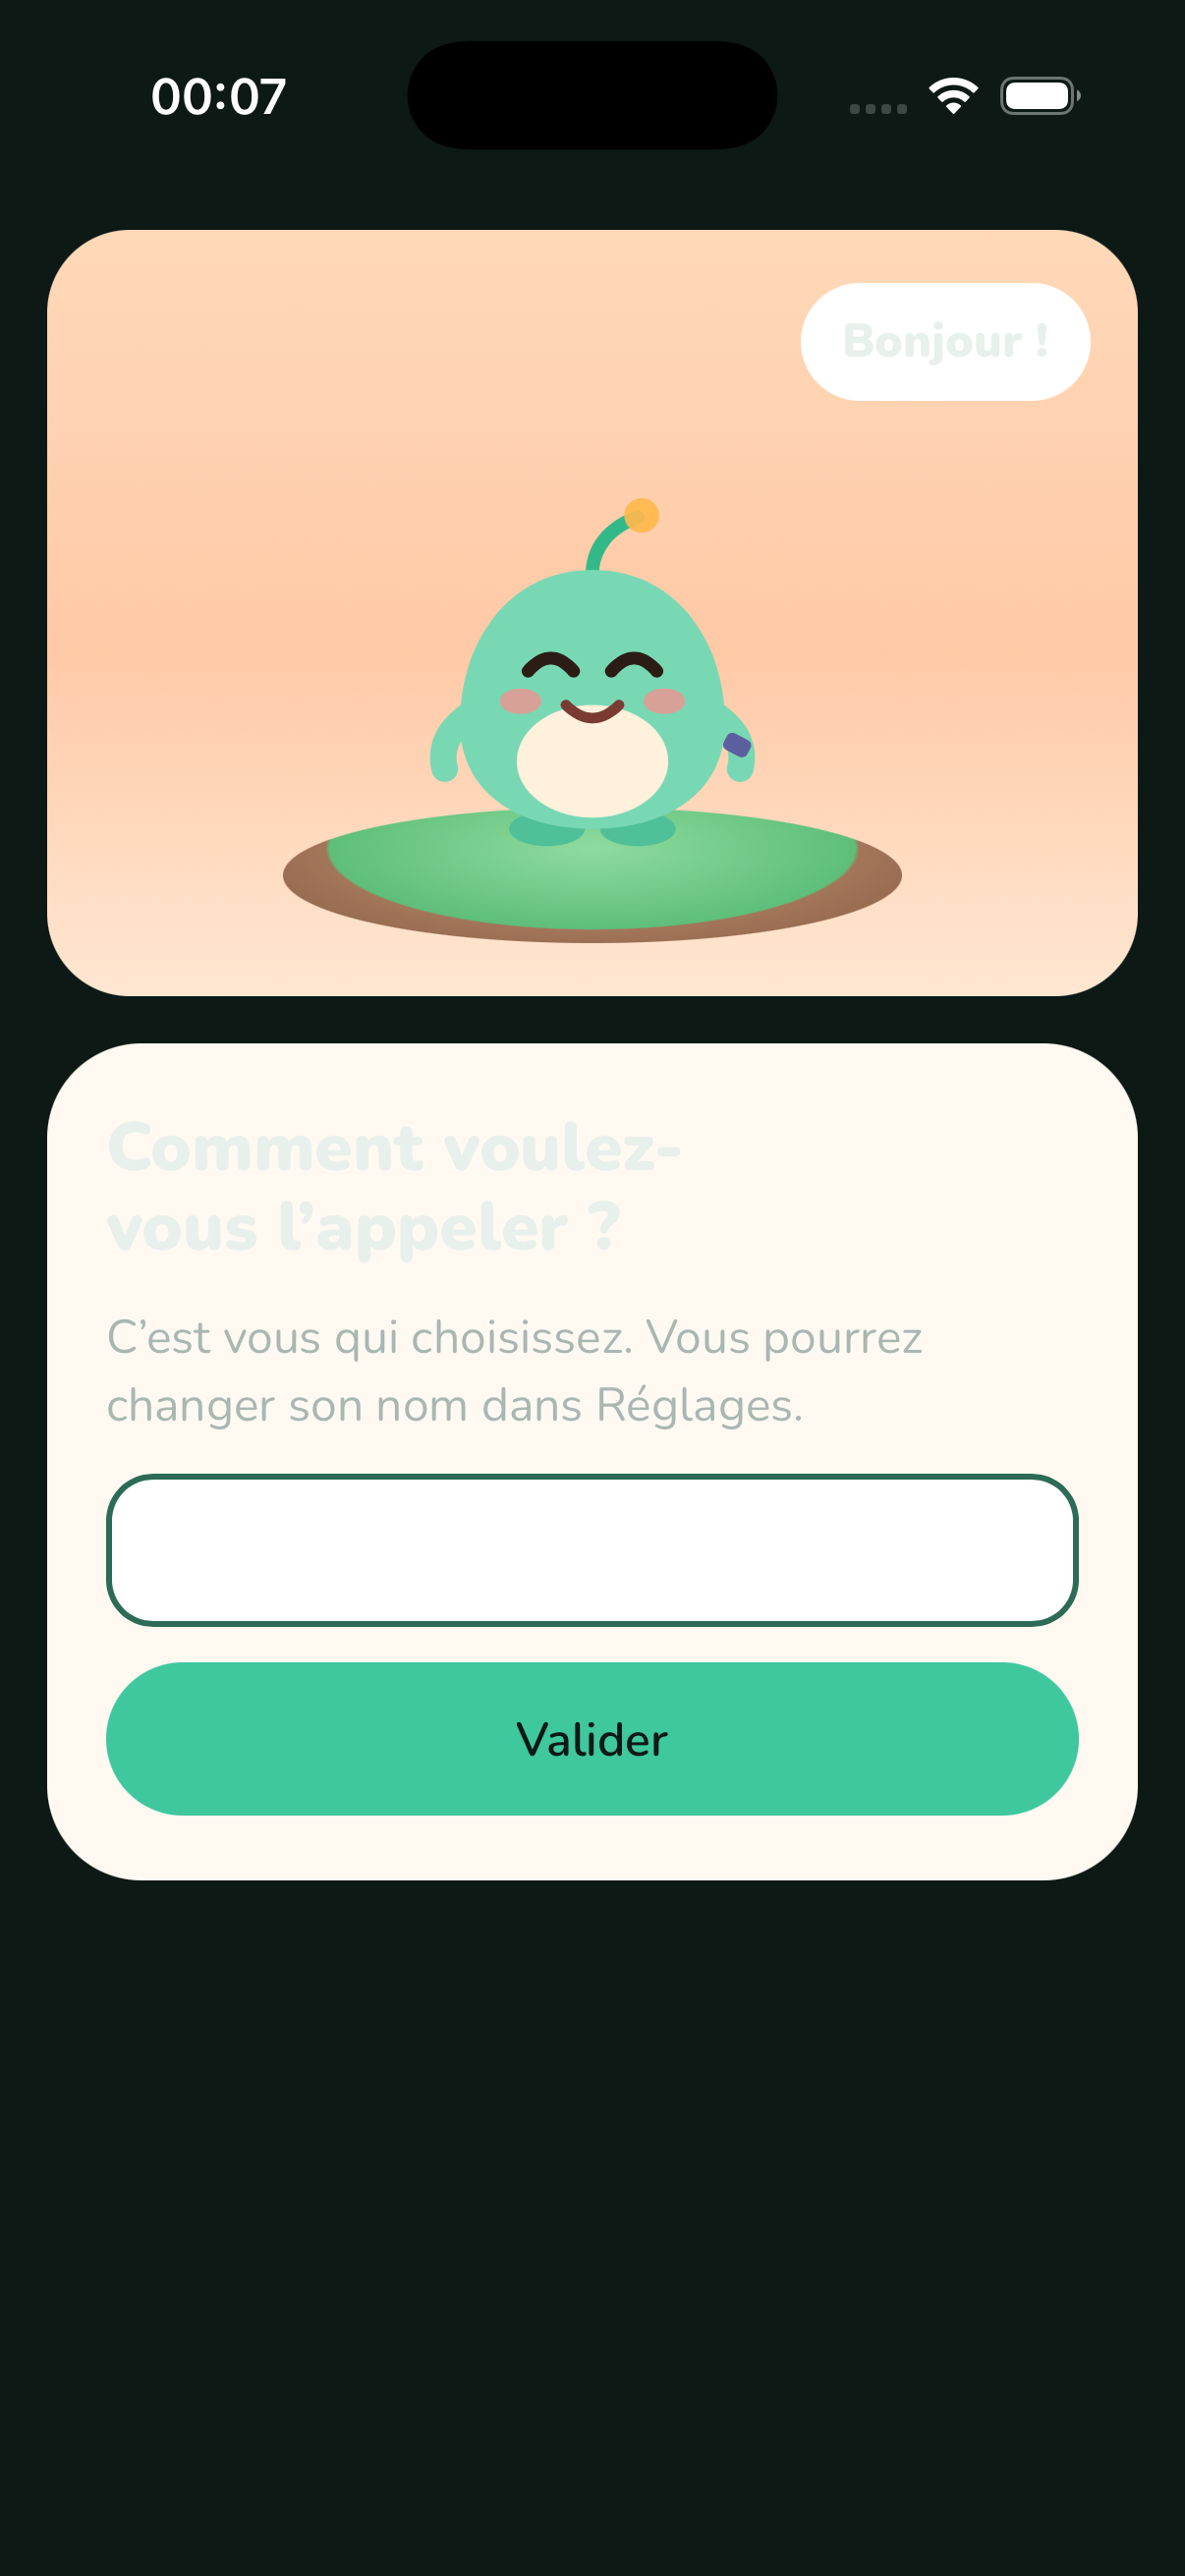 00:07
Bonjour !
Comment voulez-
vous l’appeler ?
C’est vous qui choisissez. Vous pourrez
changer son nom dans Réglages.
Valider